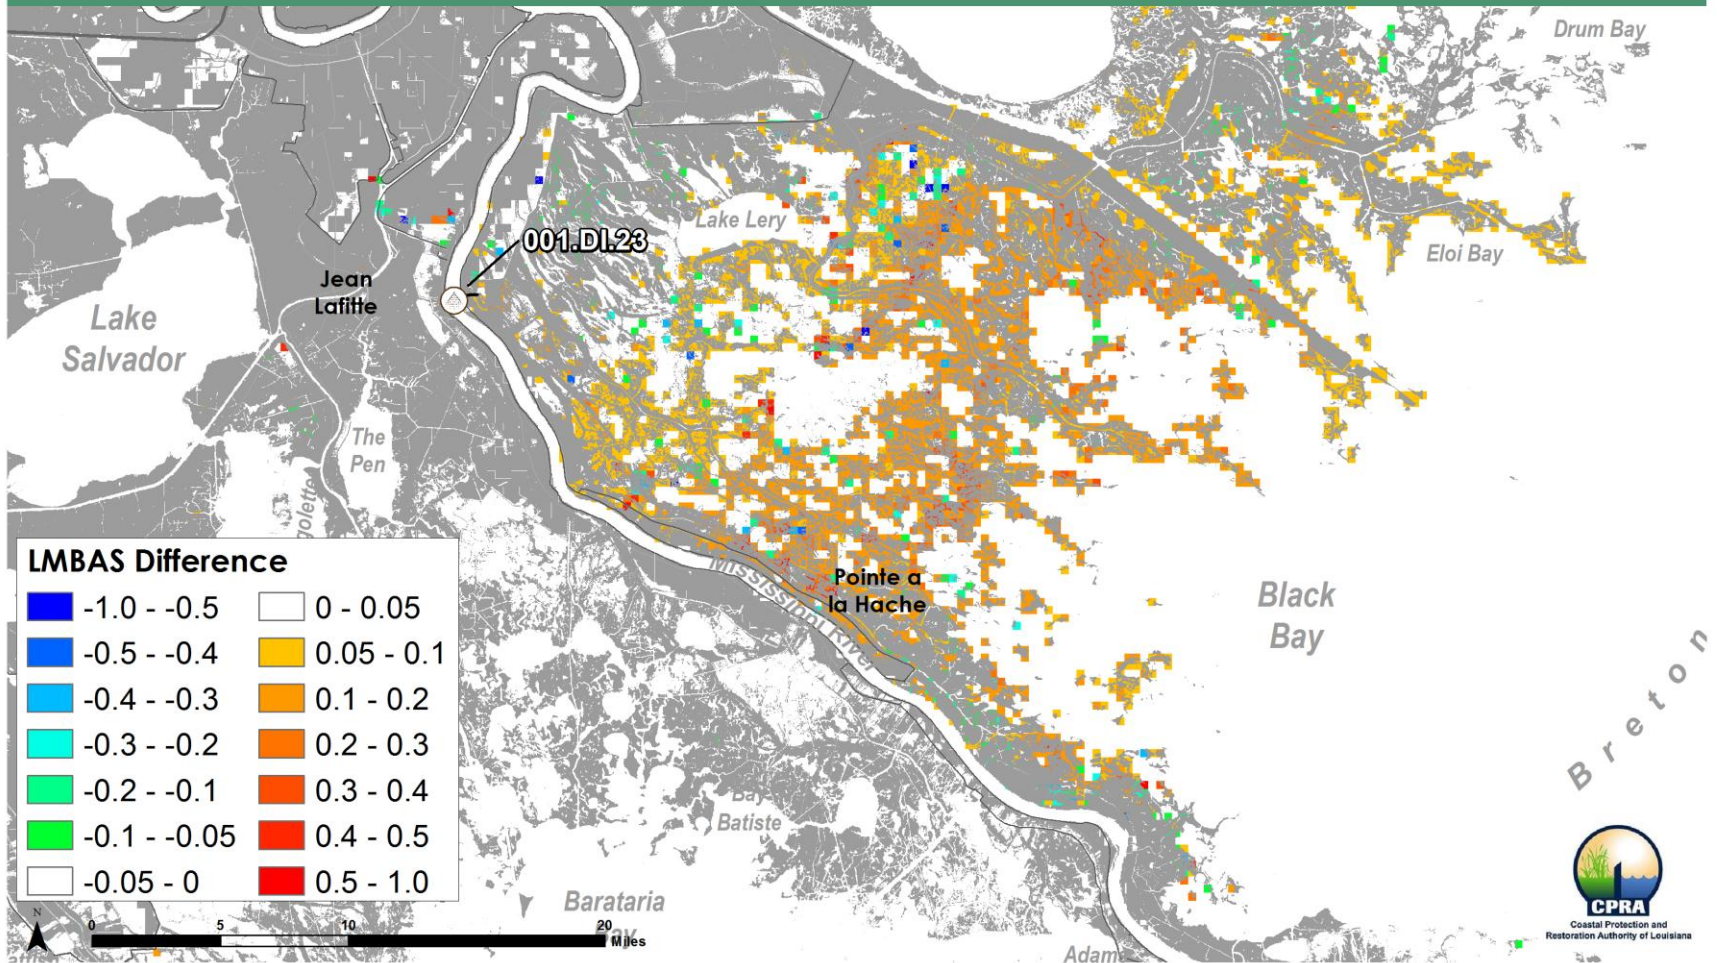 Drum Bay
Lake Lery
001.DI.23
Eloi Bay
Jean
Lafitte
Lake
Salvador
The
Pen
LMBAS Difference
-1.0 - -0.5
0 - 0.05
-0.5 - -0.4
0.05 - 0.1
-0.4 - -0.3
0.1 - 0.2
-0.3 - -0.2
0.2 - 0.3
-0.2 - -0.1
0.3 - 0.4
-0.1 - -0.05
0.4 - 0.5
-0.05 - 0
0.5 - 1.0
Mississippi River
Pointe a
la Hache
Black
Bay
Breton
Bay
Batiste
Barataria
N
0
5
10
20
Miles
CPRA
Coastal Protection and
Restoration Authority of Louisiana
Adam